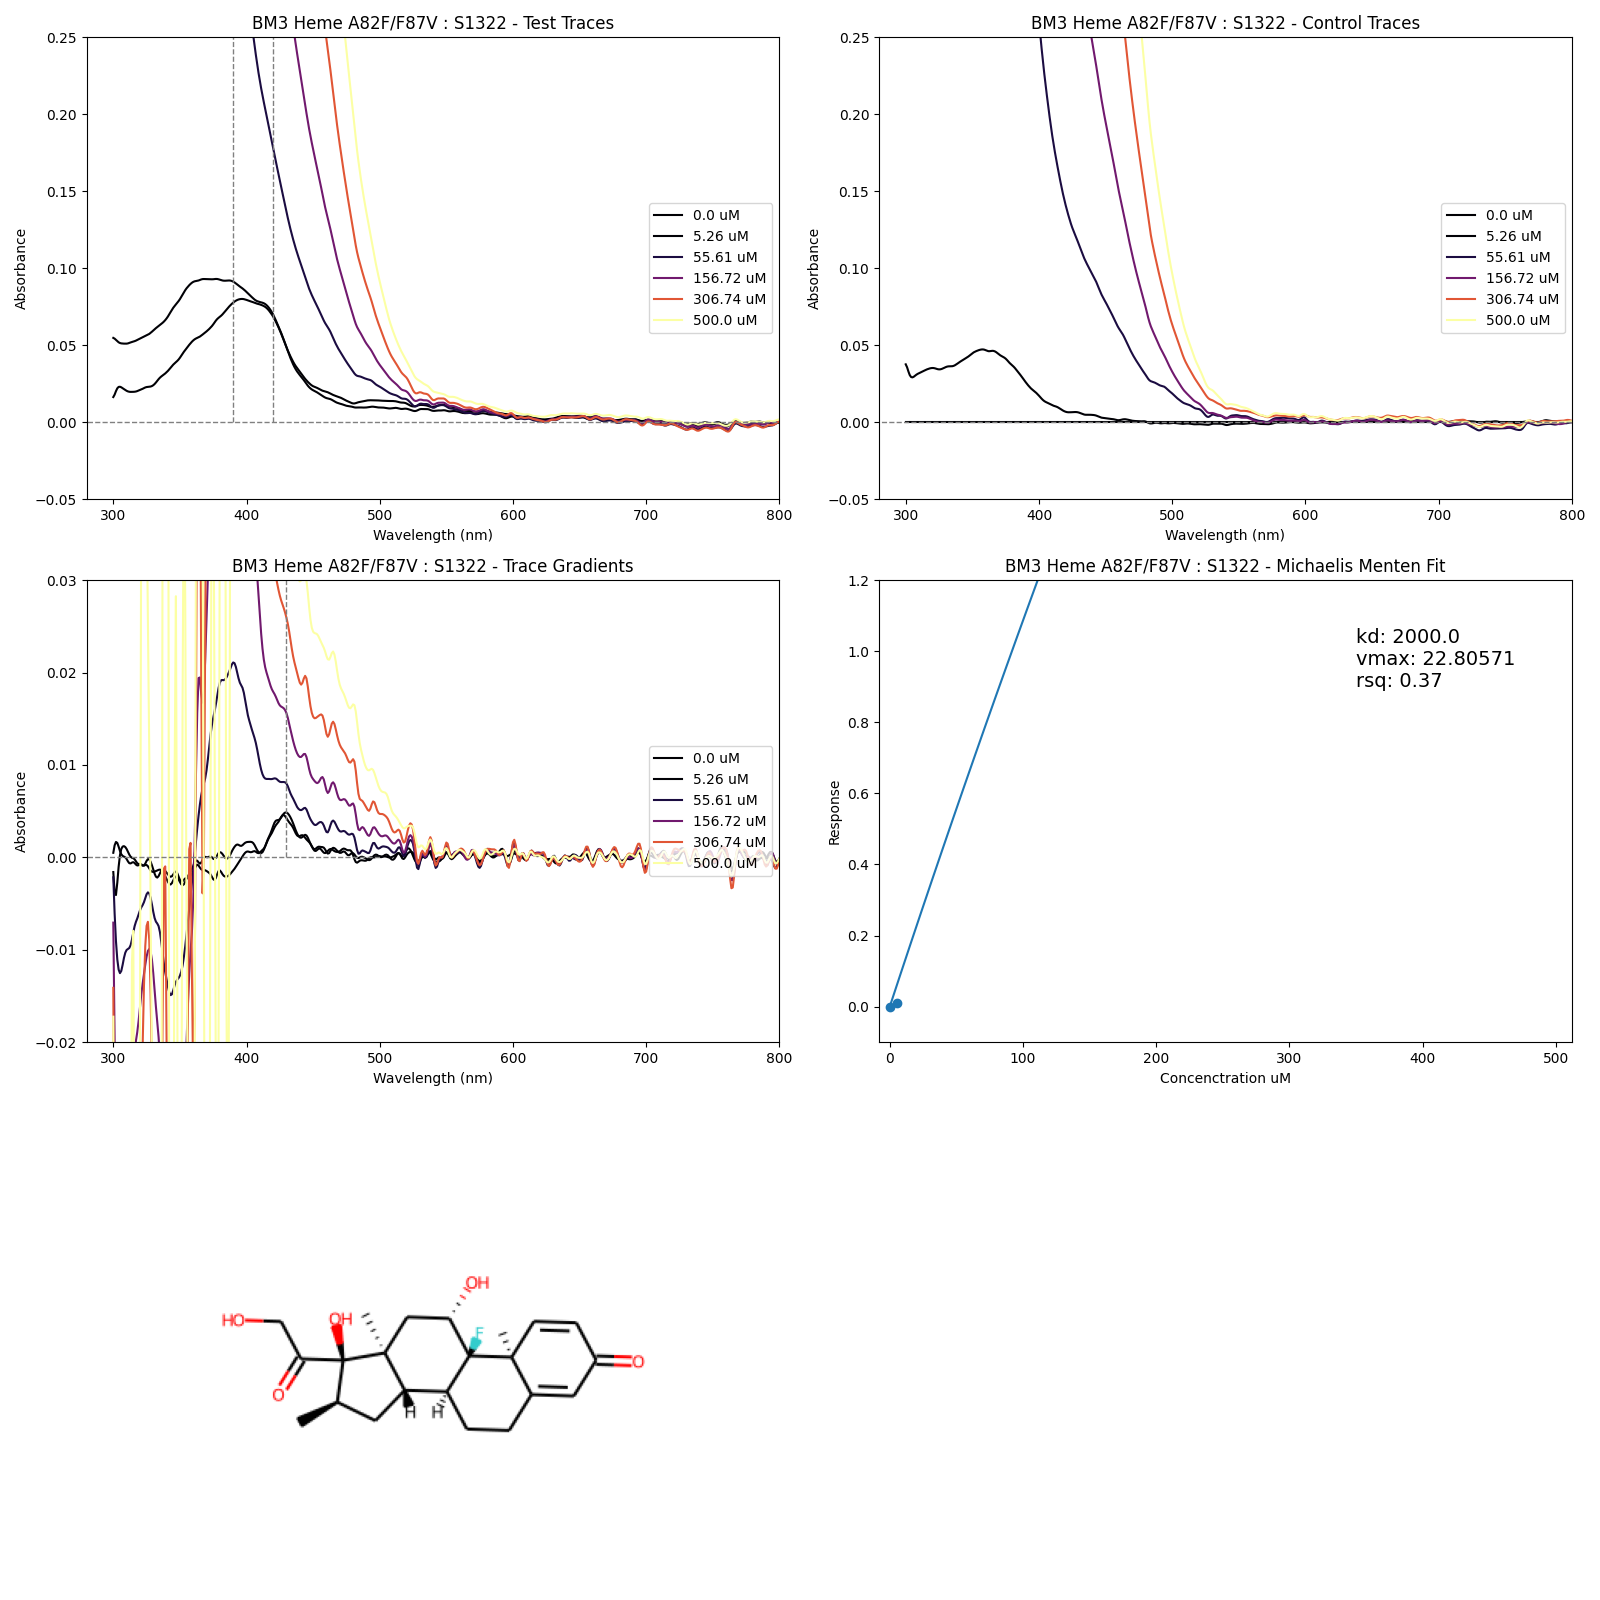 BM3 Heme A82F/F87V : S1322 - Test Traces
Absorbance
0.25
0.20
0.15
0.10
0.05
0.00
−0.05
300 400 500 600 700 800
Wavelength (nm)
0.0 uM
5.26 uM
55.61 uM
156.72 uM
306.74 uM
500.0 uM
BM3 Heme A82F/F87V : S1322 - Control Traces
Absorbance
0.25
0.20
0.15
0.10
0.05
0.00
−0.05
300 400 500 600 700 800
Wavelength (nm)
0.0 uM
5.26 uM
55.61 uM
156.72 uM
306.74 uM
500.0 uM
BM3 Heme A82F/F87V : S1322 - Trace Gradients
Absorbance
0.03
0.02
0.01
0.00
−0.01
−0.02
300 400 500 600 700 800
Wavelength (nm)
0.0 uM
5.26 uM
55.61 uM
156.72 uM
306.74 uM
500.0 uM
BM3 Heme A82F/F87V : S1322 - Michaelis Menten Fit
Response
1.2
1.0
0.8
0.6
0.4
0.2
0.0
0 100 200 300 400 500
Concenctration uM
kd: 2000.0
vmax: 22.80571
rsq: 0.37
OH
HO
OH
F
O
O
H
H